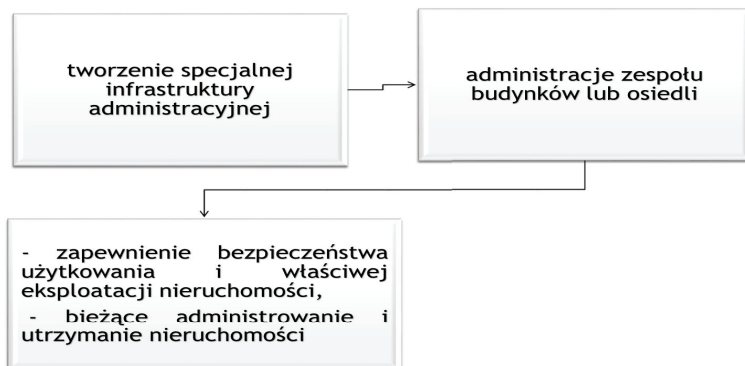 tworzenie specjalnej
infrastruktury
administracyjnej
administracje zespołu
budynków lub osiedli
- zapewnienie bezpieczeństwa
użytkowania i właściwej
eksploatacji nieruchomości,
- bieżące administrowanie i
utrzymanie nieruchomości